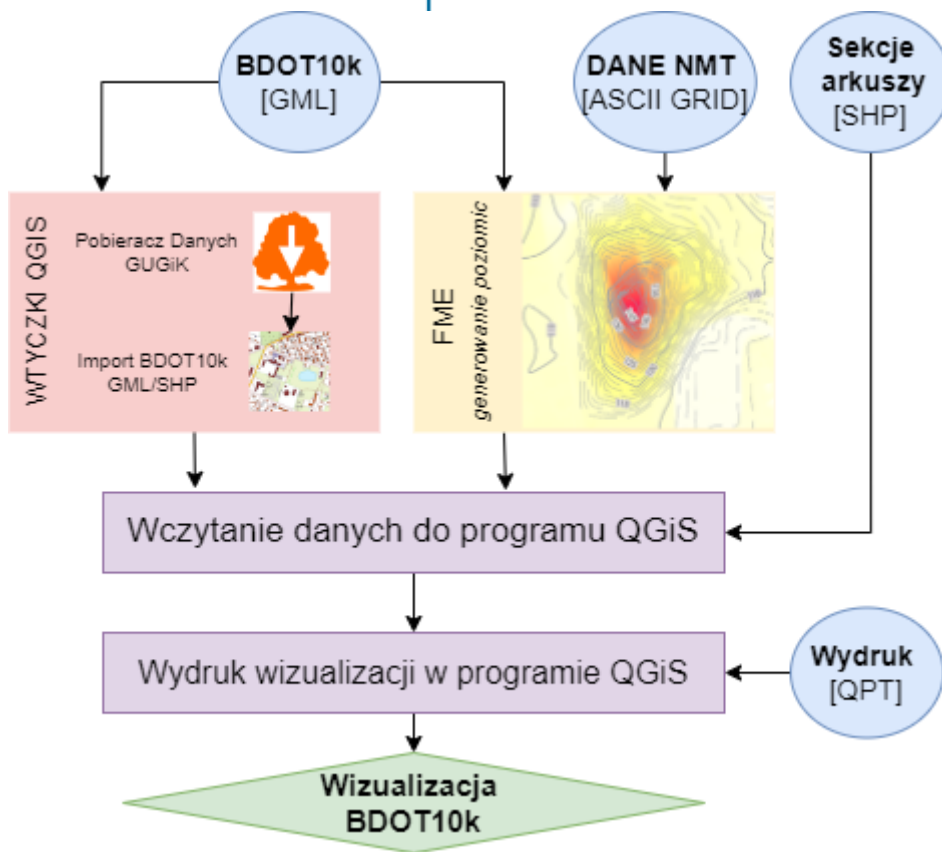 BDOT10k
[GML]
DANE NMT
[ASCII GRID]
Sekcje
arkuszy
[SHP]
WTYCZKI QGIS
Pobieracz Danych
GUGiK
Import BDOT10k
GML/SHP
FME
generowanie poziomic
Wczytanie danych do programu QGiS
Wydruk wizualizacji w programie QGiS
Wydruk
[QPT]
Wizualizacja
BDOT10k